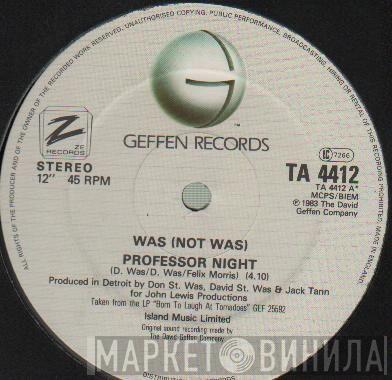 ALL RIGHTS OF THE PRODUCER AND OF THE OWNER OF THE RECORDED WORK RESERVED. UNAUTHORISED COPYING, PUBLIC PERFORMANCE, BROADCASTING, HIRING OR RENTAL OF THIS RECORDING PROHIBITED. MADE IN ENGLAND.
G
™
GEFFEN RECORDS
Z
ZE
RECORDS
STEREO
12" 45 RPM
LC 7266
TA 4412
TA 4412 A*
MCPS/BIEM
℗ 1983 The David
Geffen Company
WAS (NOT WAS)
PROFESSOR NIGHT
(D. Was/D. Was/Felix Morris) (4.10)
Produced in Detroit by Don St. Was, David St. Was & Jack Tann
for John Lewis Productions
Taken from the LP "Born To Laugh At Tornadoes" GEF 25682
Island Music Limited
Original sound recording made by
The David Geffen Company
МАРКЕТОВИНИЛА